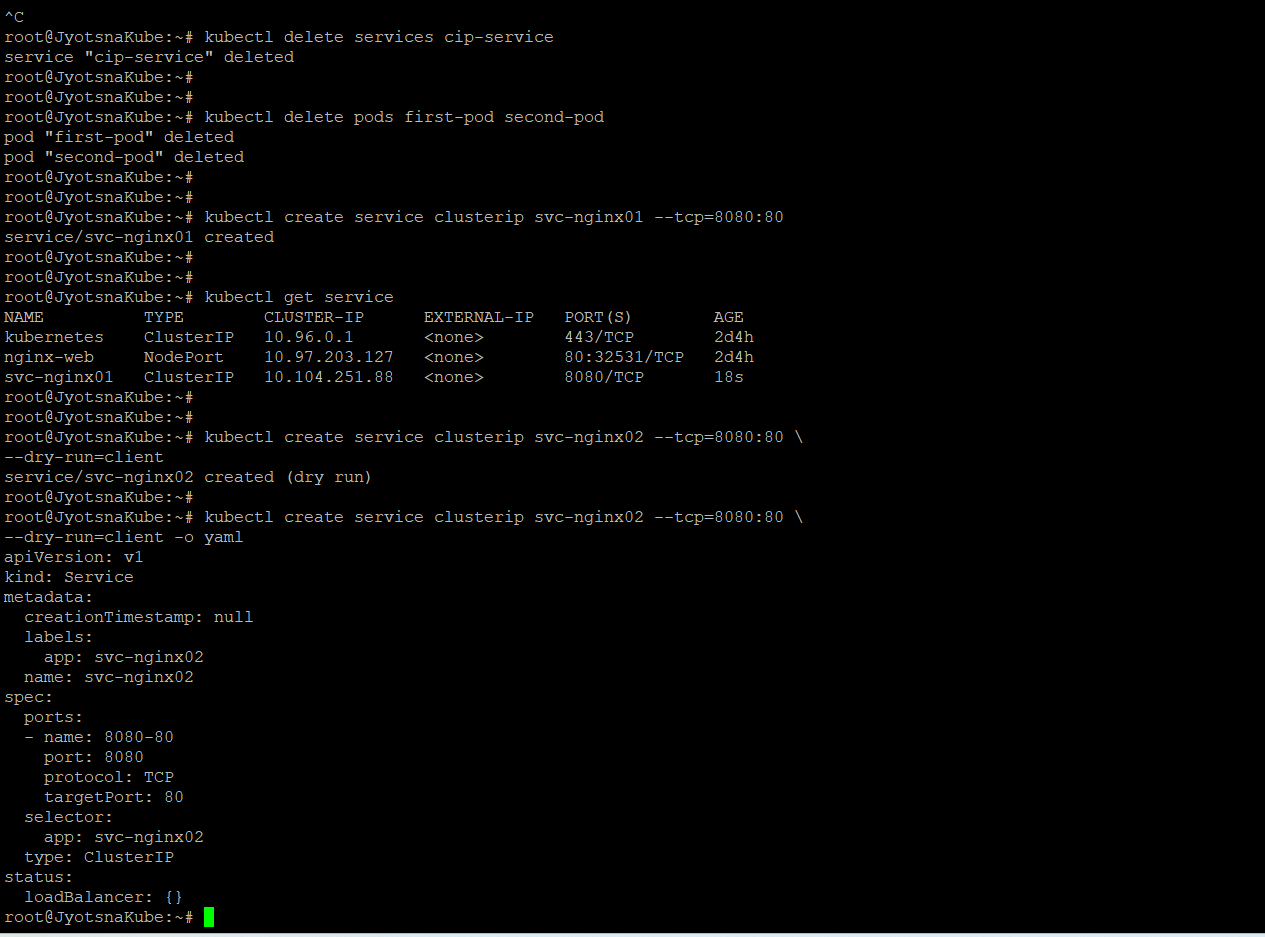 ^C
root@JyotsnaKube:~# kubectl delete services cip-service
service "cip-service" deleted
root@JyotsnaKube:~#
root@JyotsnaKube:~#
root@JyotsnaKube:~# kubectl delete pods first-pod second-pod
pod "first-pod" deleted
pod "second-pod" deleted
root@JyotsnaKube:~#
root@JyotsnaKube:~#
root@JyotsnaKube:~# kubectl create service clusterip svc-nginx01 --tcp=8080:80
service/svc-nginx01 created
root@JyotsnaKube:~#
root@JyotsnaKube:~#
root@JyotsnaKube:~# kubectl get service
NAME          TYPE        CLUSTER-IP      EXTERNAL-IP   PORT(S)        AGE
kubernetes    ClusterIP   10.96.0.1       <none>        443/TCP        2d4h
nginx-web     NodePort    10.97.203.127   <none>        80:32531/TCP   2d4h
svc-nginx01   ClusterIP   10.104.251.88   <none>        8080/TCP       18s
root@JyotsnaKube:~#
root@JyotsnaKube:~#
root@JyotsnaKube:~# kubectl create service clusterip svc-nginx02 --tcp=8080:80 \
--dry-run=client
service/svc-nginx02 created (dry run)
root@JyotsnaKube:~#
root@JyotsnaKube:~# kubectl create service clusterip svc-nginx02 --tcp=8080:80 \
--dry-run=client -o yaml
apiVersion: v1
kind: Service
metadata:
  creationTimestamp: null
  labels:
    app: svc-nginx02
  name: svc-nginx02
spec:
  ports:
  - name: 8080-80
    port: 8080
    protocol: TCP
    targetPort: 80
  selector:
    app: svc-nginx02
  type: ClusterIP
status:
  loadBalancer: {}
root@JyotsnaKube:~#